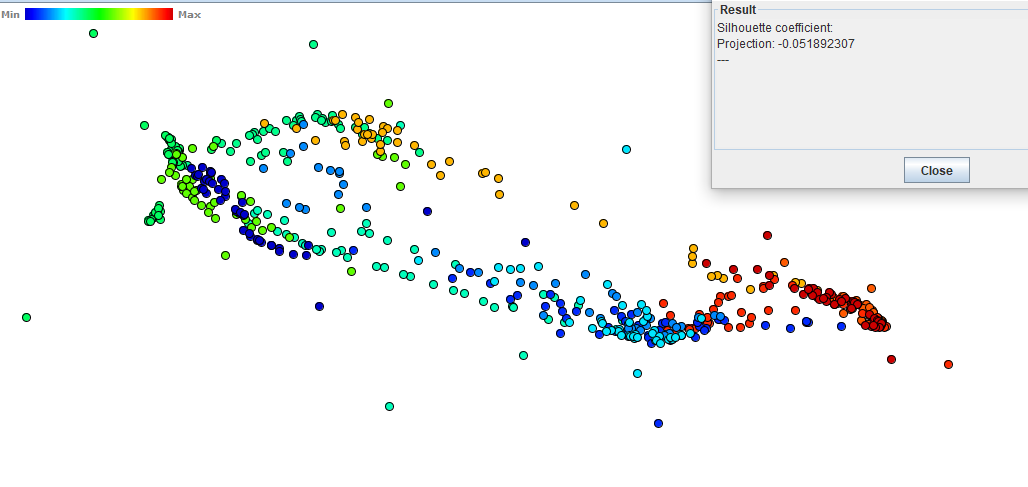 Min Max
Result
Silhouette coefficient:
Projection: -0.051892307
---
Close